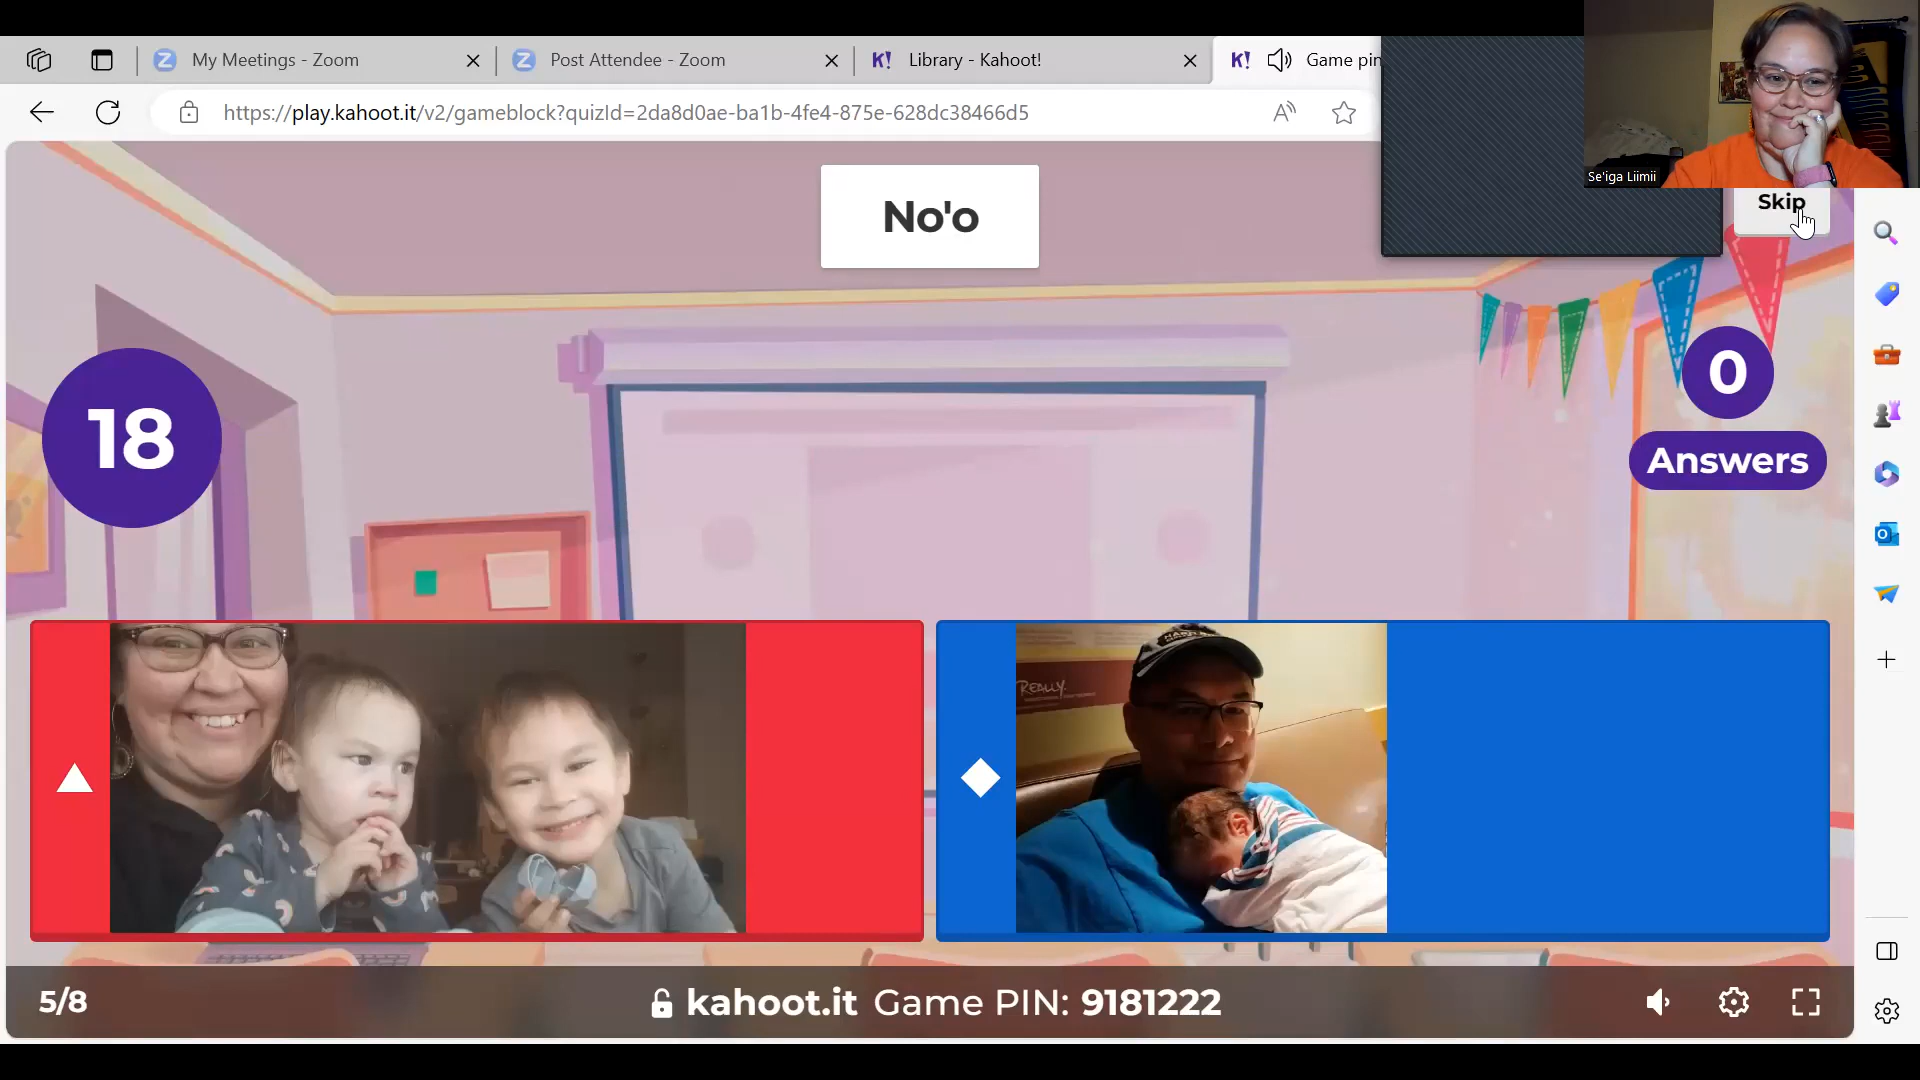 My Meetings - Zoom
Post Attendee - Zoom
Library - Kahoot!
Game pin
https://play.kahoot.it/v2/gameblock?quizId=2da8d0ae-ba1b-4fe4-875e-628dc38466d5
Se'iga Liimii
No'o
Skip
18
0
Answers
REALLY.
5/8
kahoot.it Game PIN: 9181222